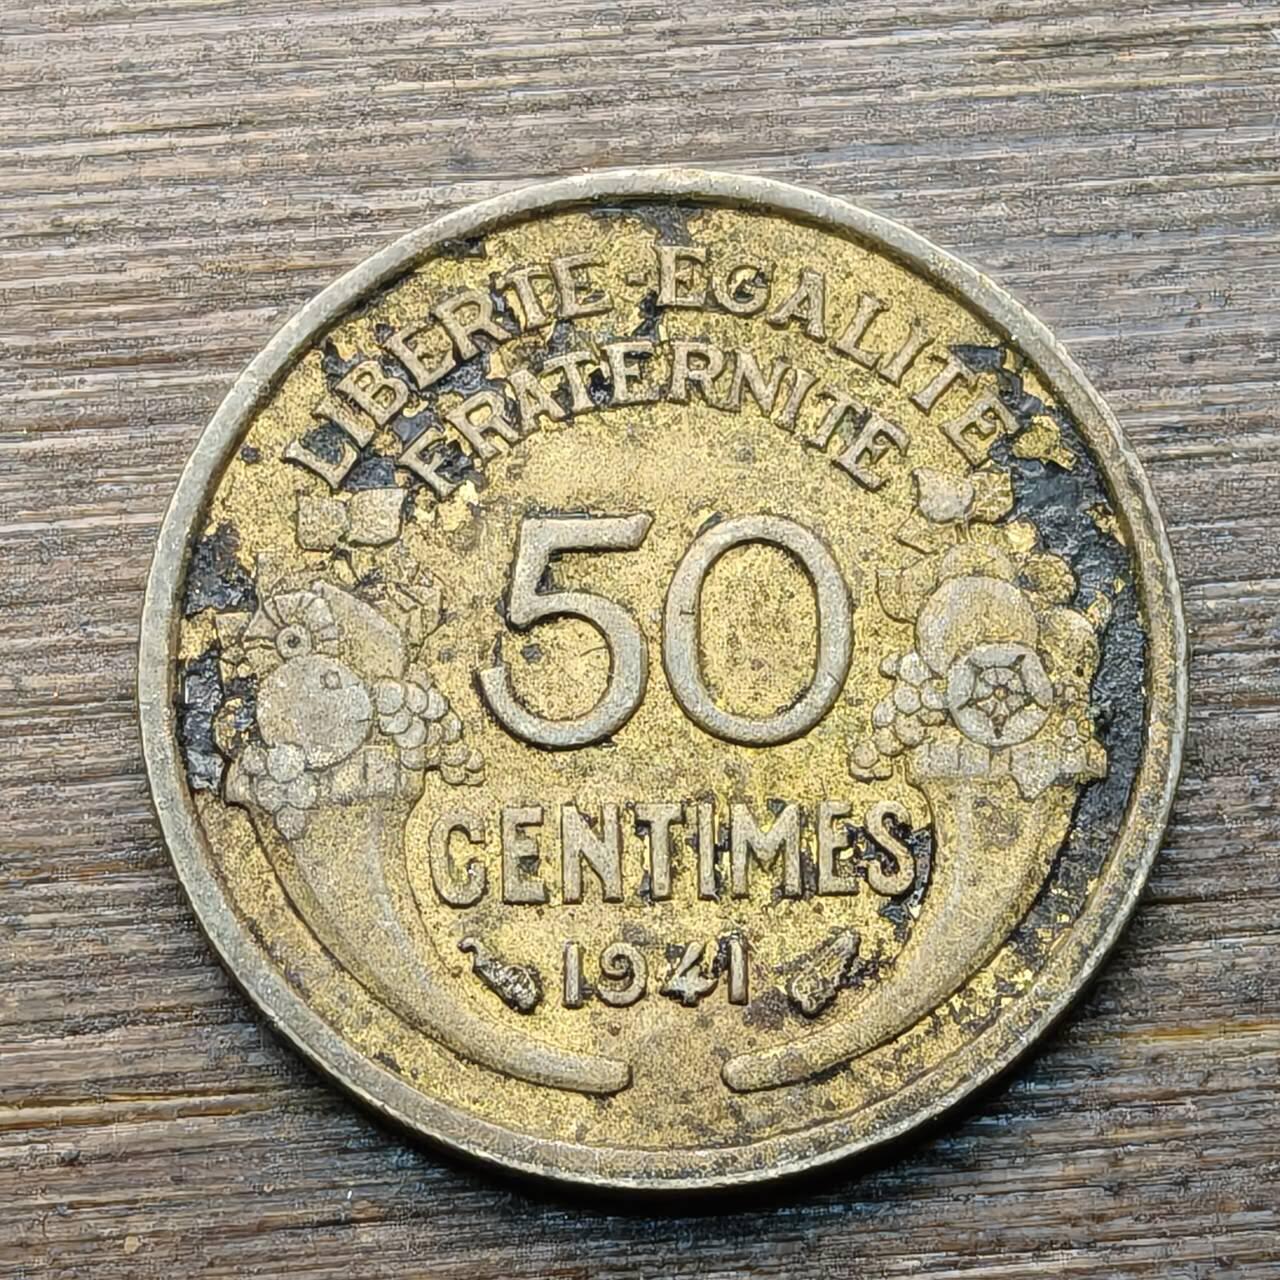 LIBERTE-EGALITE
FRATERNITE
50
CENTIMES
1941